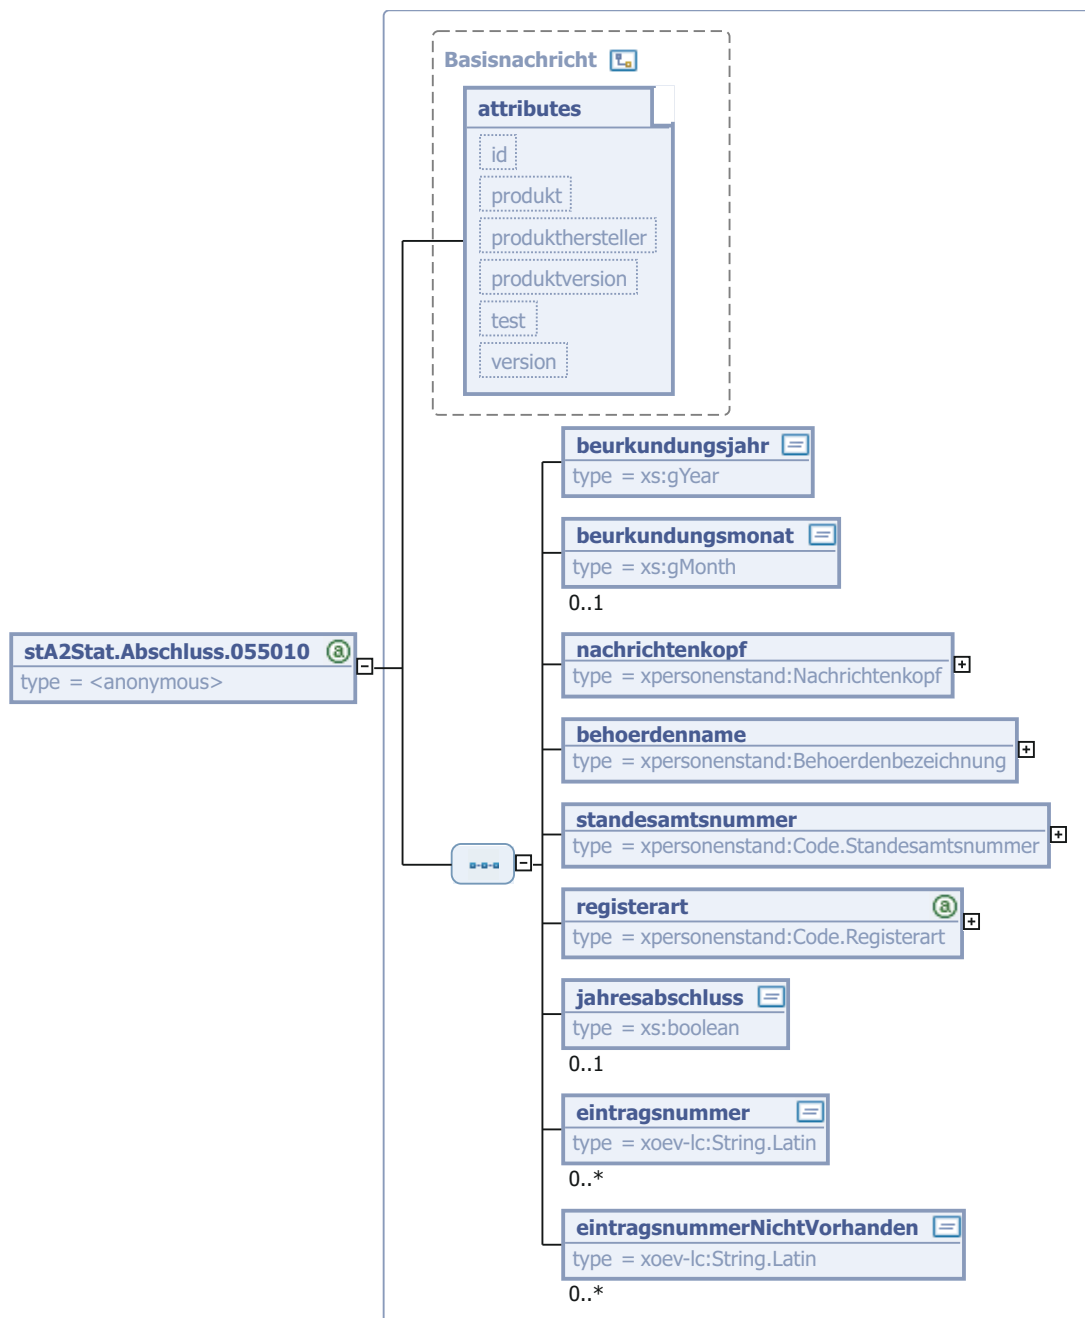 Basisnachricht
attributes
id
produkt
produkthersteller
produktversion
test
version
beurkundungsjahr
type = xs:gYear
beurkundungsmonat
type = xs:gMonth
0..1
stA2Stat.Abschluss.055010 a
type = <anonymous>
nachrichtenkopf
type = xpersonenstand:Nachrichtenkopf
behoerdenname
type = xpersonenstand:Behoerdenbezeichnung
standesamtsnummer
type = xpersonenstand:Code.Standesamtsnummer
registerart a
type = xpersonenstand:Code.Registerart
jahresabschluss
type = xs:boolean
0..1
eintragsnummer
type = xoev-lc:String.Latin
0..*
eintragsnummerNichtVorhanden
type = xoev-lc:String.Latin
0..*